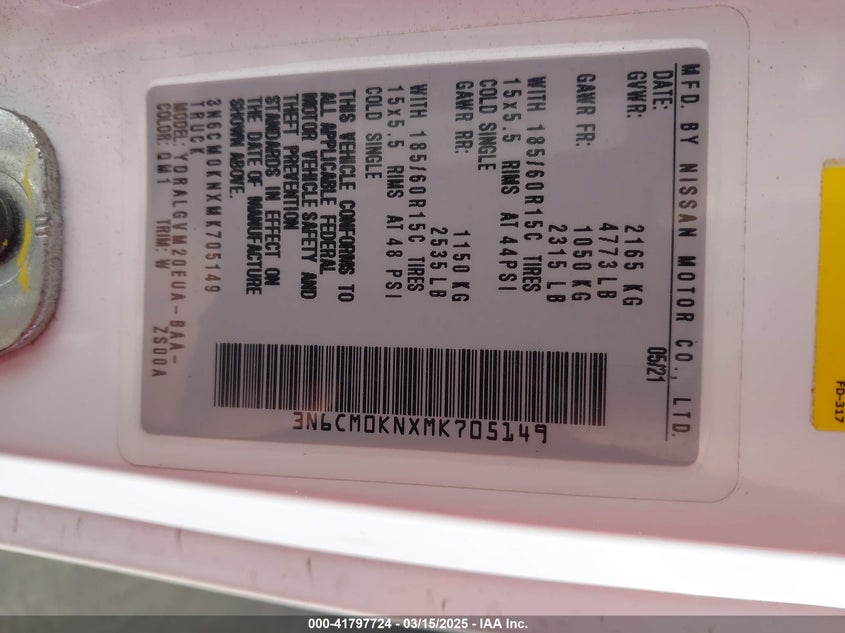 MFD. BY NISSAN MOTOR CO., LTD.
DATE: 05/21
GVWR: 2165 KG
4773 LB
GAWR FR: 1050 KG
2315 LB
WITH 185/60R15C TIRES
15x5.5 RIMS AT 44PSI
COLD SINGLE
GAWR RR: 1150 KG
2535 LB
WITH 185/60R15C TIRES
15x5.5 RIMS AT 48 PSI
COLD SINGLE
THIS VEHICLE CONFORMS TO
ALL APPLICABLE FEDERAL
MOTOR VEHICLE SAFETY AND
THEFT PREVENTION
STANDARDS IN EFFECT ON
THE DATE OF MANUFACTURE
SHOWN ABOVE.
3N6CM0KNXMK705149
TRUCK
MODEL: YDRALGVM20EUA-BAA-
ZS00A
COLOR: QM1 TRIM: W
3N6CM0KNXMK705149
FD-317
000-41797724 - 03/15/2025 - IAA Inc.